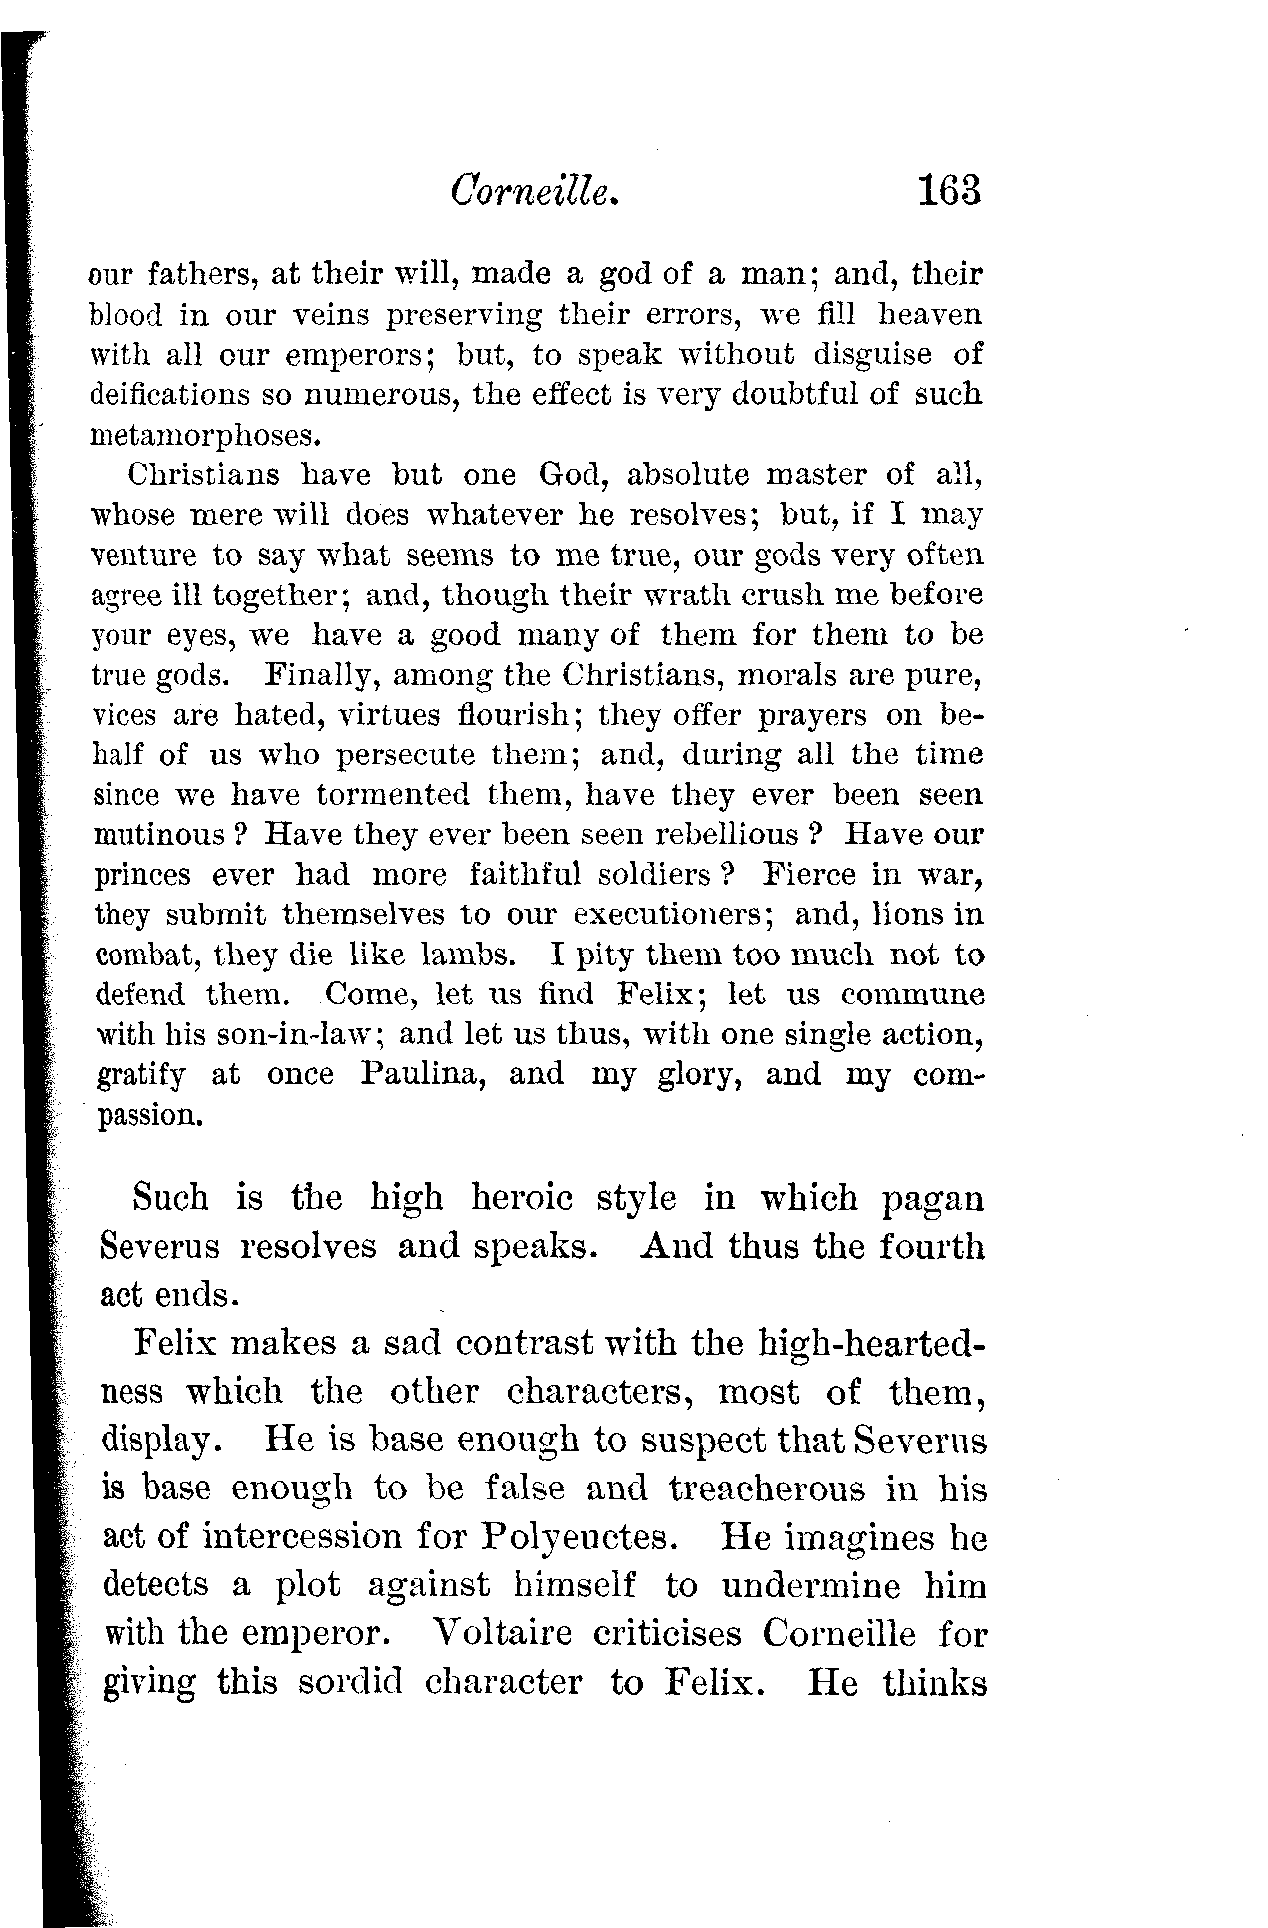 Corneille. 163
our fathers, at their will, made a god of a man; and, their
blood in our veins preserving their errors, we fill heaven
with all our emperors; but, to speak without disguise of
deifications so numerous, the effect is very doubtful of such
metamorphoses.
Christians have but one God, absolute master of all,
whose mere will does whatever he resolves; but, if I may
venture to say what seems to me true, our gods very often
agree ill together; and, though their wrath crush me before
your eyes, we have a good many of them for them to be
true gods. Finally, among the Christians, morals are pure,
vices are hated, virtues flourish; they offer prayers on be-
half of us who persecute them; and, during all the time
since we have tormented them, have they ever been seen
mutinous? Have they ever been seen rebellious? Have our
princes ever had more faithful soldiers? Fierce in war,
they submit themselves to our executioners; and, lions in
combat, they die like lambs. I pity them too much not to
defend them. Come, let us find Felix; let us commune
with his son-in-law; and let us thus, with one single action,
gratify at once Paulina, and my glory, and my com-
passion.
Such is the high heroic style in which pagan
Severus resolves and speaks. And thus the fourth
act ends.
Felix makes a sad contrast with the high-hearted-
ness which the other characters, most of them,
display. He is base enough to suspect that Severus
is base enough to be false and treacherous in his
act of intercession for Polyeuctes. He imagines he
detects a plot against himself to undermine him
with the emperor. Voltaire criticises Corneille for
giving this sordid character to Felix. He thinks